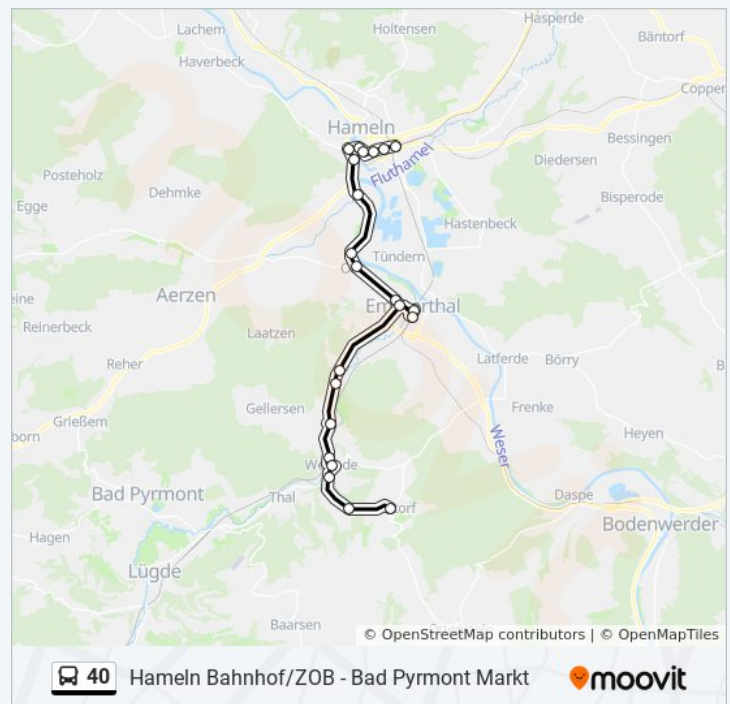 Hasperde
Lachem
Holtensen
Bäntorf
Haverbeck
Hameln
Bessingen
Fluthamel
Diedersen
Posteholz
Dehmke
Bisperode
Egge
Hastenbeck
Tündern
Aerzen
Reinerbeck
Laatzen
Reher
Latferde
Börry
Gellersen
Frenke
Grießem
Heyen
Weser
Bad Pyrmont
Thal
Daspe
Hagen
Bodenwerder
Lügde
Baarsen
© OpenStreetMap contributors | © OpenMapTiles
40 Hameln Bahnhof/ZOB - Bad Pyrmont Markt
moovit